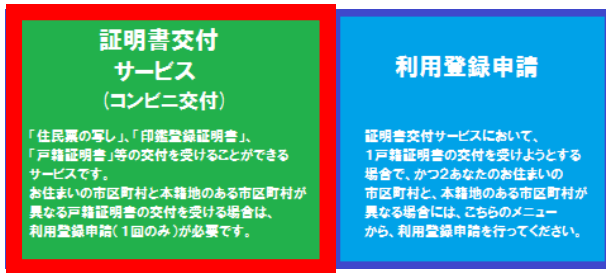 証明書交付
サービス
(コンビニ交付)
「住民票の写し」、「印鑑登録証明書」、
「戸籍証明書」等の交付を受けることができる
サービスです。
お住まいの市区町村と本籍地のある市区町村が
異なる戸籍証明書の交付を受ける場合は、
利用登録申請(1回のみ)が必要です。
利用登録申請
証明書交付サービスにおいて、
1戸籍証明書の交付を受けようとする
場合で、かつ2あなたのお住まいの
市区町村と、本籍地のある市区町村が
異なる場合には、こちらのメニュー
から、利用登録申請を行ってください。